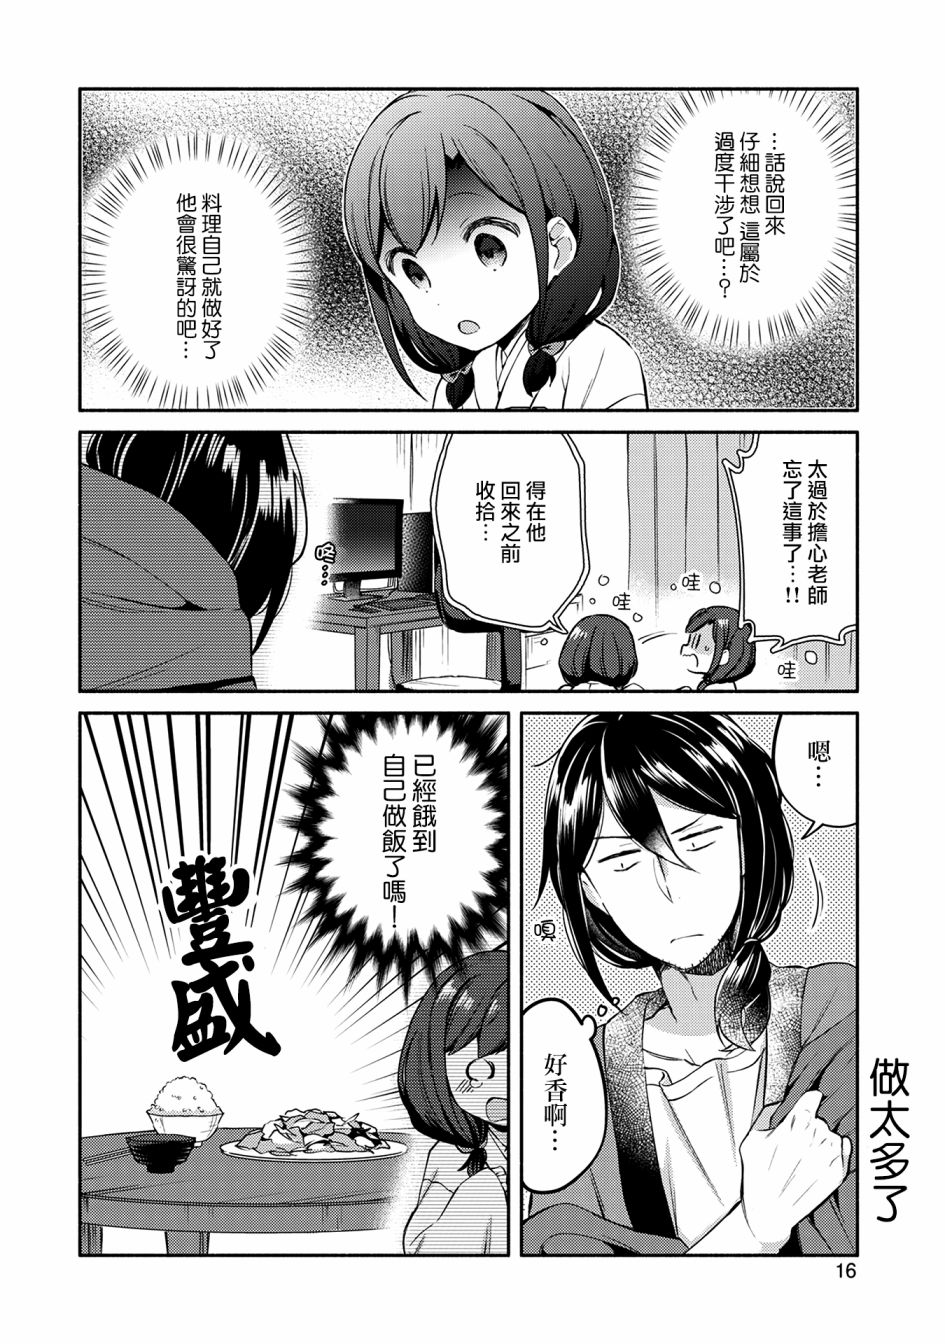 …話說回來
仔細想想 這屬於
過度干涉了吧…?
料理自己就做好了
他會很驚訝的吧…
太過於擔心老師
忘了這事了…!!
得在他
回來之前
收拾…
哇
哇
哇
咚…
嗯…
嗅
好香啊…
已經餓到
自己做飯了嗎!
豐盛
做太多了
16